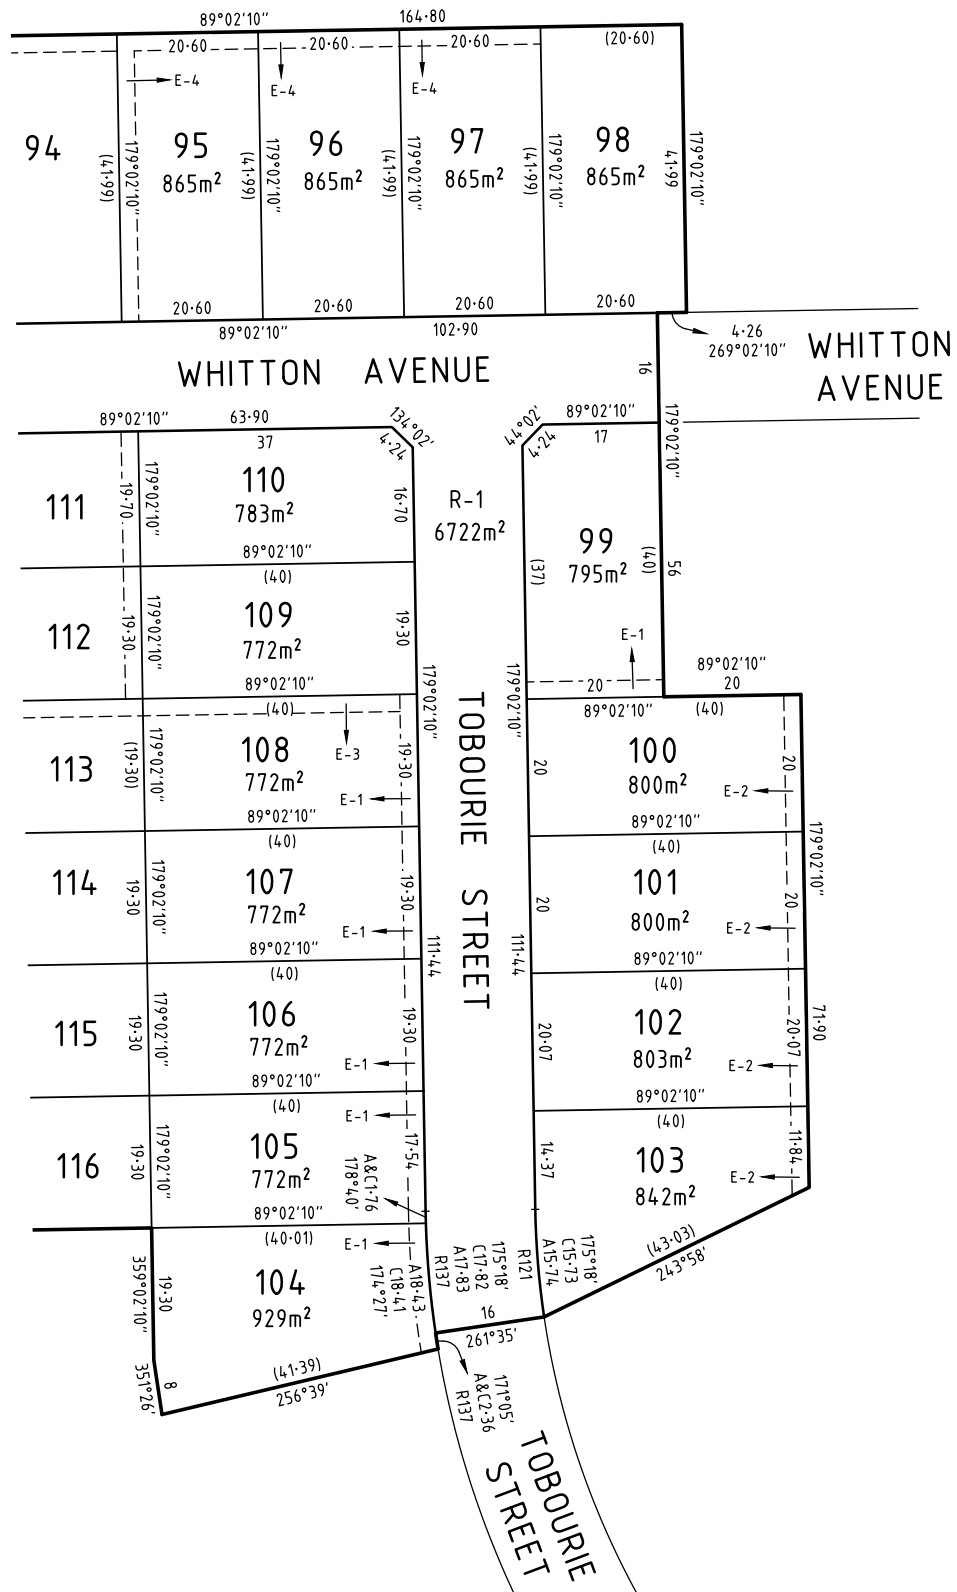 89°02'10" 164·80
20·60 20·60 20·60 (20·60)
E-4 E-4 E-4
94
(41·99)
179°02'10"
95
865m²
(41·99)
179°02'10"
96
865m²
(41·99)
179°02'10"
97
865m²
(41·99)
179°02'10"
98
865m²
41·99
179°02'10"
20·60 20·60 20·60 20·60
89°02'10" 102·90
4·26
269°02'10"
WHITTON AVENUE
WHITTON
AVENUE
16
179°02'10"
89°02'10" 63·90
37
134°02'
4·24
44°02'
4·24
89°02'10"
17
111
19·70
179°02'10"
110
783m²
16·70
89°02'10"
(40)
R-1
6722m²
99
795m²
(37)
(40)
56
E-1
112
19·30
179°02'10"
109
772m²
19·30
89°02'10"
(40)
179°02'10"
179°02'10"
20
89°02'10"
89°02'10"
20
(40)
113
(19·30)
179°02'10"
108
772m²
E-3
19·30
E-1
89°02'10"
(40)
100
800m²
20
20
E-2
89°02'10"
(40)
179°02'10"
TOBOURIE STREET
114
19·30
179°02'10"
107
772m²
19·30
E-1
89°02'10"
(40)
111·44
111·44
101
800m²
20
20
E-2
89°02'10"
(40)
71·90
115
19·30
179°02'10"
106
772m²
19·30
E-1
89°02'10"
(40)
102
803m²
20·07
20·07
E-2
89°02'10"
(40)
116
19·30
179°02'10"
105
772m²
E-1
17·54
A&C1·76
178°40'
89°02'10"
(40·01)
103
842m²
14·37
11·84
E-2
(43·03)
243°58'
359°02'10"
19·30
104
929m²
E-1
A18·43
C18·41
174°27'
R137
175°18'
C17·82
A17·83
R121
175°18'
C15·73
A15·74
16
261°35'
351°26'
8
(41·39)
256°39'
171°05'
A&C2·36
R137
TOBOURIE
STREET